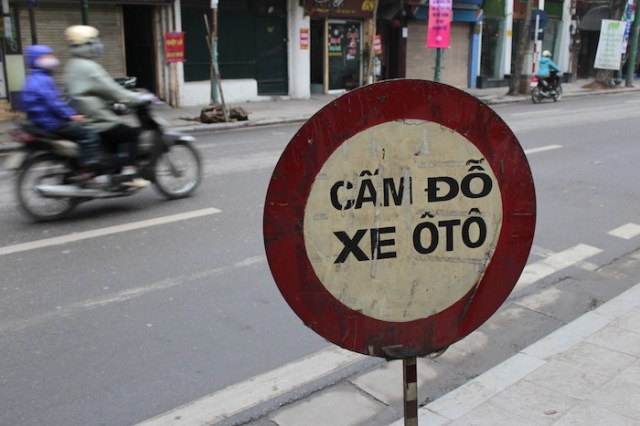 CẤM ĐỖ
XE ÔTÔ